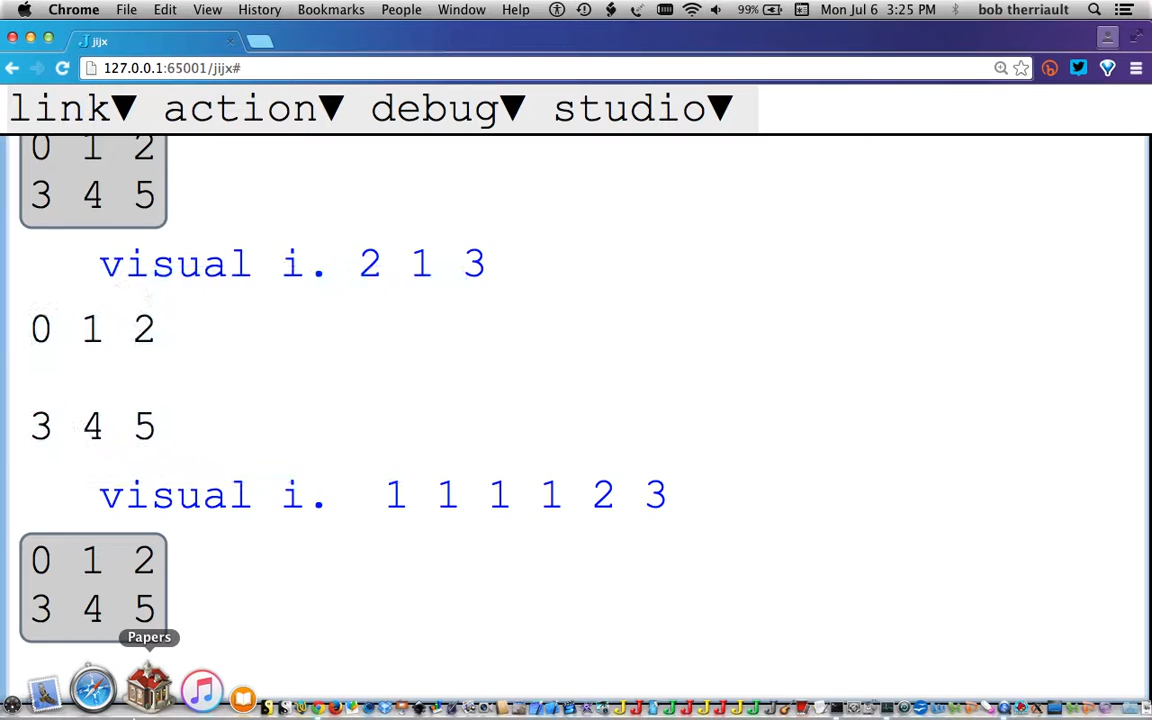 Chrome File Edit View History Bookmarks People Window Help 99% Mon Jul 6 3:25 PM bob therriault
jijx
127.0.0.1:65001/jijx#
link▼ action▼ debug▼ studio▼
0 1 2
3 4 5
visual i. 2 1 3
0 1 2
3 4 5
visual i. 1 1 1 1 2 3
0 1 2
3 4 5
Papers